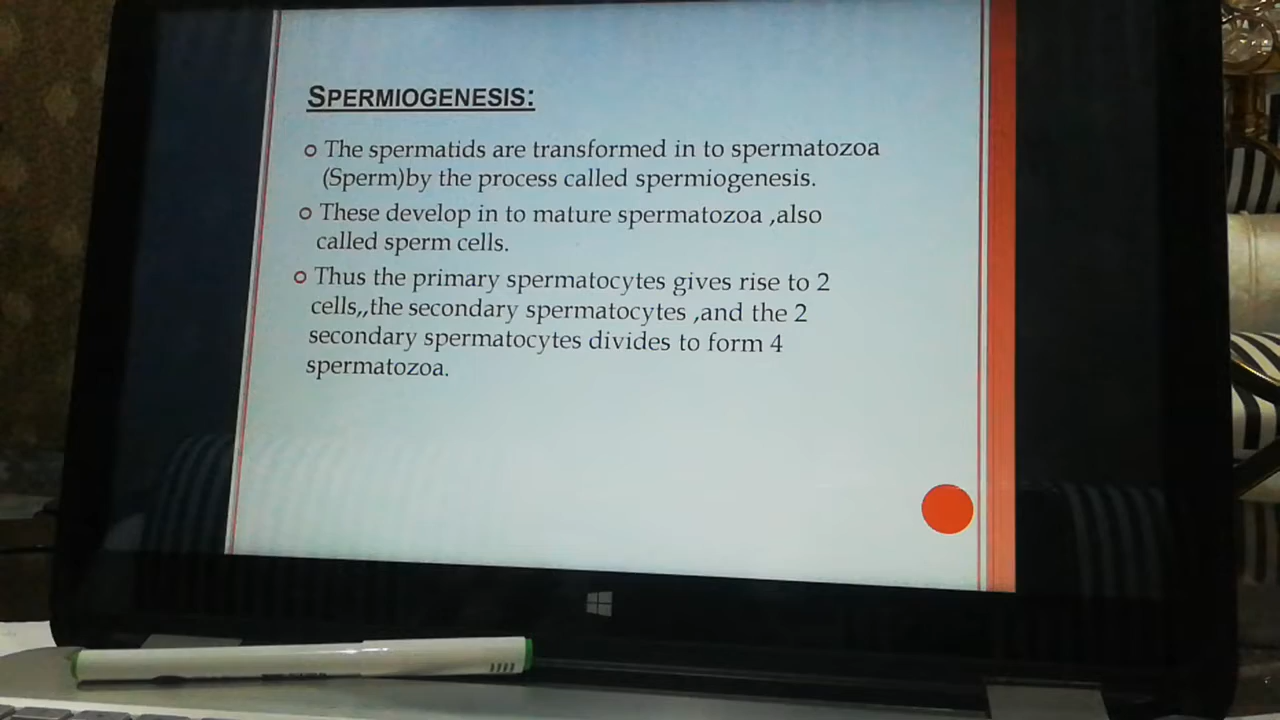 SPERMIOGENESIS:
The spermatids are transformed in to spermatozoa
(Sperm)by the process called spermiogenesis.
These develop in to mature spermatozoa ,also
called sperm cells.
Thus the primary spermatocytes gives rise to 2
cells,,the secondary spermatocytes ,and the 2
secondary spermatocytes divides to form 4
spermatozoa.